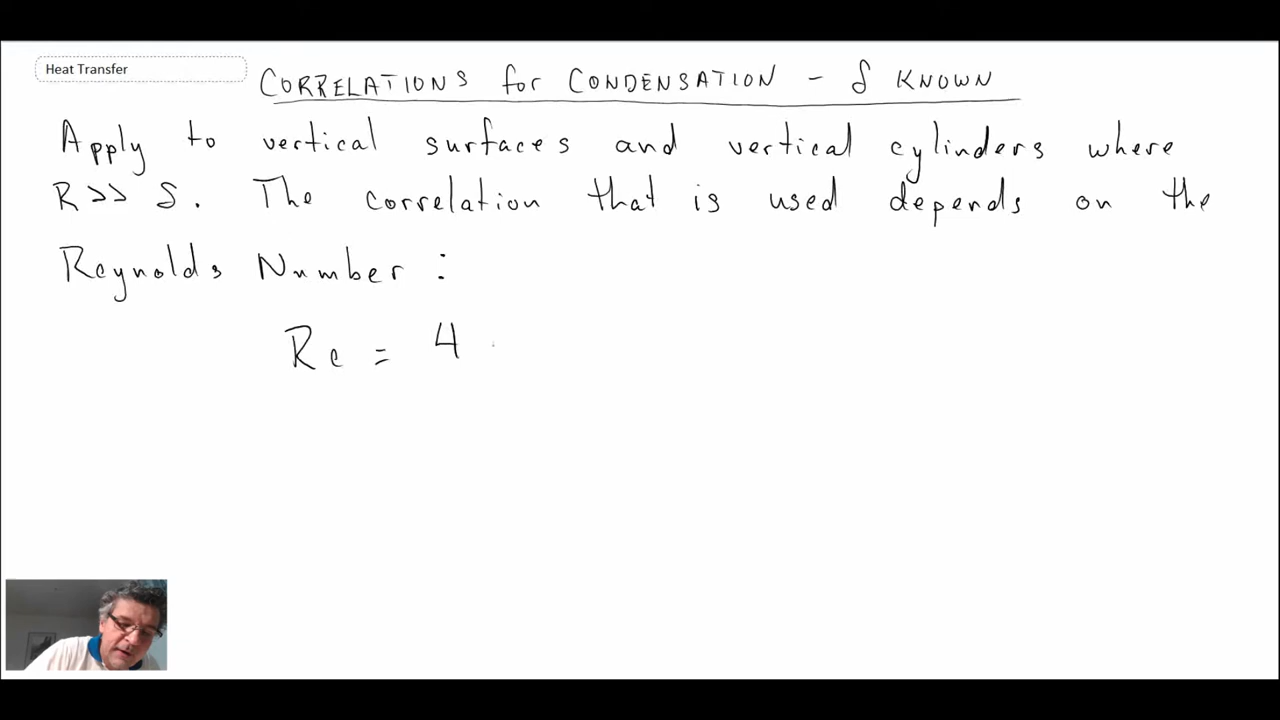 Heat Transfer
CORRELATIONS for CONDENSATION - δ KNOWN
Apply to vertical surfaces and vertical cylinders where
R >> δ. The correlation that is used depends on the
Reynolds Number :
Re = 4